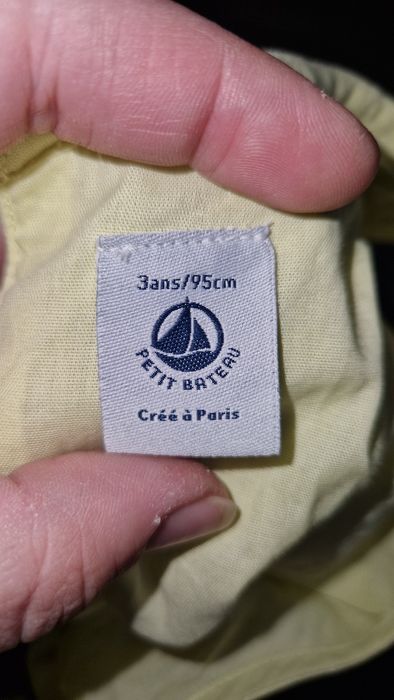 3ans/95cm
PETIT BATEAU
Créé à Paris